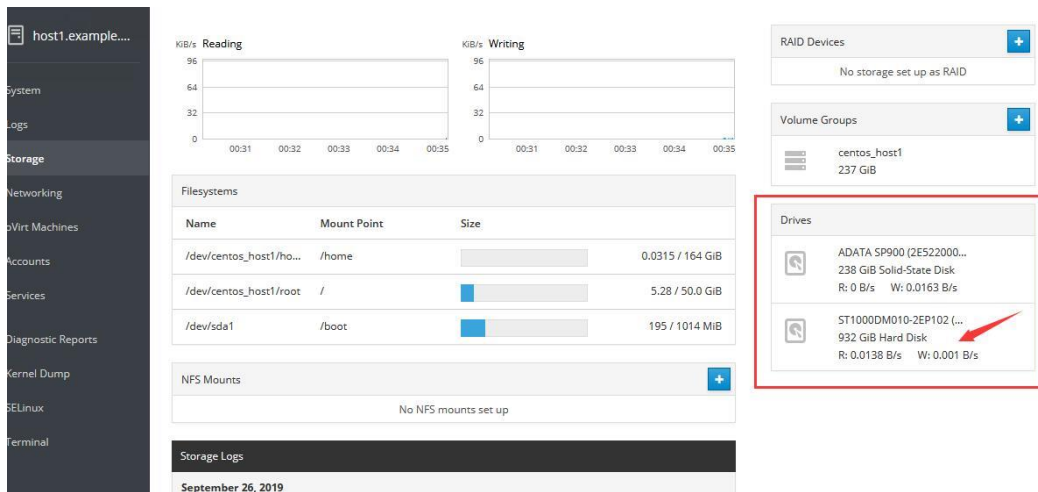 host1.example....
System
Logs
Storage
Networking
oVirt Machines
Accounts
Services
Diagnostic Reports
Kernel Dump
SELinux
Terminal
KiB/s Reading
96
64
32
0
00:31 00:32 00:33 00:34 00:35
KiB/s Writing
96
64
32
0
00:31 00:32 00:33 00:34 00:35
Filesystems
Name Mount Point Size
/dev/centos_host1/ho... /home 0.0315 / 164 GiB
/dev/centos_host1/root / 5.28 / 50.0 GiB
/dev/sda1 /boot 195 / 1014 MiB
NFS Mounts
No NFS mounts set up
Storage Logs
September 26, 2019
RAID Devices
No storage set up as RAID
Volume Groups
centos_host1
237 GiB
Drives
ADATA SP900 (2E522000...
238 GiB Solid-State Disk
R: 0 B/s W: 0.0163 B/s
ST1000DM010-2EP102 (...
932 GiB Hard Disk
R: 0.0138 B/s W: 0.001 B/s